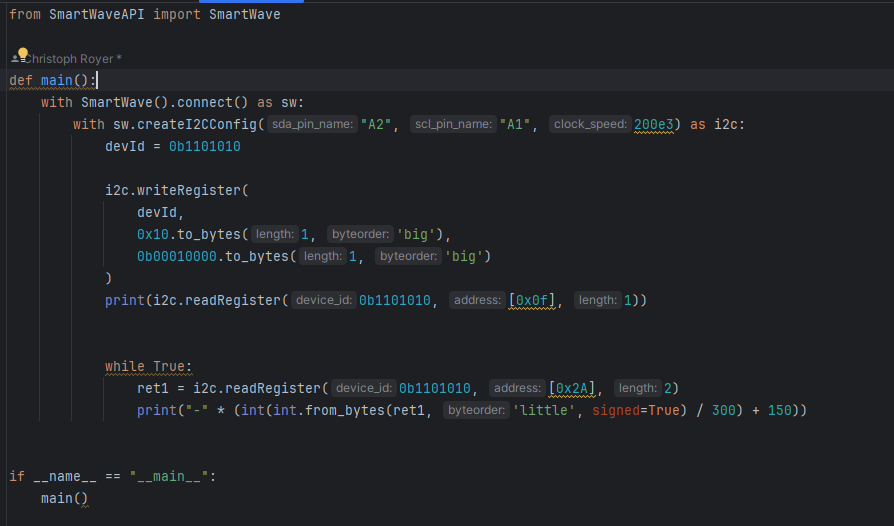 from SmartWaveAPI import SmartWave
Christoph Royer *
def main():
with SmartWave().connect() as sw:
with sw.createI2CConfig( sda_pin_name: "A2", scl_pin_name: "A1", clock_speed: 200e3) as i2c:
devId = 0b1101010
i2c.writeRegister(
devId,
0x10.to_bytes( length: 1, byteorder: 'big'),
0b00010000.to_bytes( length: 1, byteorder: 'big')
)
print(i2c.readRegister( device_id: 0b1101010, address: [0x0f], length: 1))
while True:
ret1 = i2c.readRegister( device_id: 0b1101010, address: [0x2A], length: 2)
print("-" * (int(int.from_bytes(ret1, byteorder: 'little', signed=True) / 300) + 150))
if __name__ == "__main__":
main()